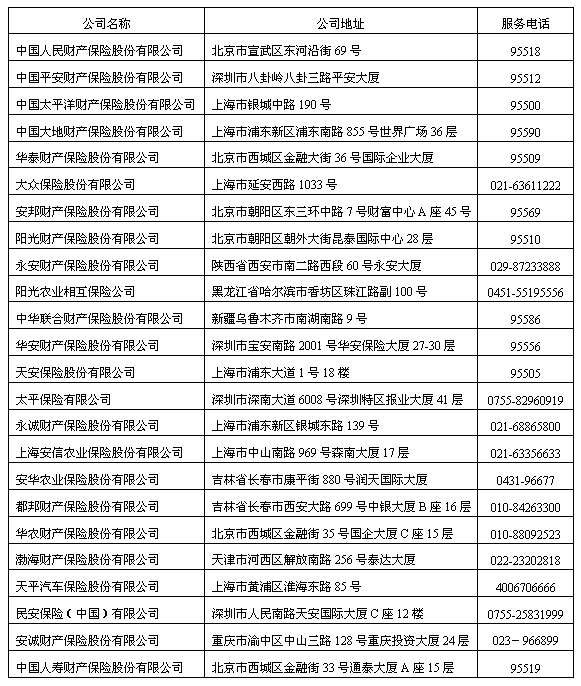 公司名称 公司地址 服务电话
中国人民财产保险股份有限公司 北京市宣武区东河沿街 69 号 95518
中国平安财产保险股份有限公司 深圳市八卦岭八卦三路平安大厦 95512
中国太平洋财产保险股份有限公司 上海市银城中路 190 号 95500
中国大地财产保险股份有限公司 上海市浦东新区浦东南路 855 号世界广场 36 层 95590
华泰财产保险股份有限公司 北京市西城区金融大街 36 号国际企业大厦 95509
大众保险股份有限公司 上海市延安西路 1033 号 021-63611222
安邦财产保险股份有限公司 北京市朝阳区东三环中路 7 号财富中心 A 座 45 号 95569
阳光财产保险股份有限公司 北京市朝阳区朝外大街昆泰国际中心 28 层 95510
永安财产保险股份有限公司 陕西省西安市南二路西段 60 号永安大厦 029-87233888
阳光农业相互保险公司 黑龙江省哈尔滨市香坊区珠江路副 100 号 0451-55195556
中华联合财产保险股份有限公司 新疆乌鲁木齐市南湖南路 9 号 95586
华安财产保险股份有限公司 深圳市宝安南路 2001 号华安保险大厦 27-30 层 95556
天安保险股份有限公司 上海市浦东大道 1 号 18 楼 95505
太平保险有限公司 深圳市深南大道 6008 号深圳特区报业大厦 41 层 0755-82960919
永诚财产保险股份有限公司 上海市浦东新区银城东路 139 号 021-68865800
上海安信农业保险股份有限公司 上海市中山南路 969 号森南大厦 17 层 021-63356633
安华农业保险股份有限公司 吉林省长春市康平街 880 号润天国际大厦 0431-96677
都邦财产保险股份有限公司 吉林省长春市西安大路 699 号中银大厦 B 座 16 层 010-84263300
华农财产保险股份有限公司 北京市西城区金融街 35 号国企大厦 C 座 15 层 010-88092523
渤海财产保险股份有限公司 天津市河西区解放南路 256 号泰达大厦 022-23202818
天平汽车保险股份有限公司 上海市黄浦区淮海东路 85 号 4006706666
民安保险（中国）有限公司 深圳市人民南路天安国际大厦 C 座 12 楼 0755-25831999
安诚财产保险股份有限公司 重庆市渝中区中山三路 128 号重庆投资大厦 24 层 023－966899
中国人寿财产保险股份有限公司 北京市西城区金融街 33 号通泰大厦 A 座 15 层 95519